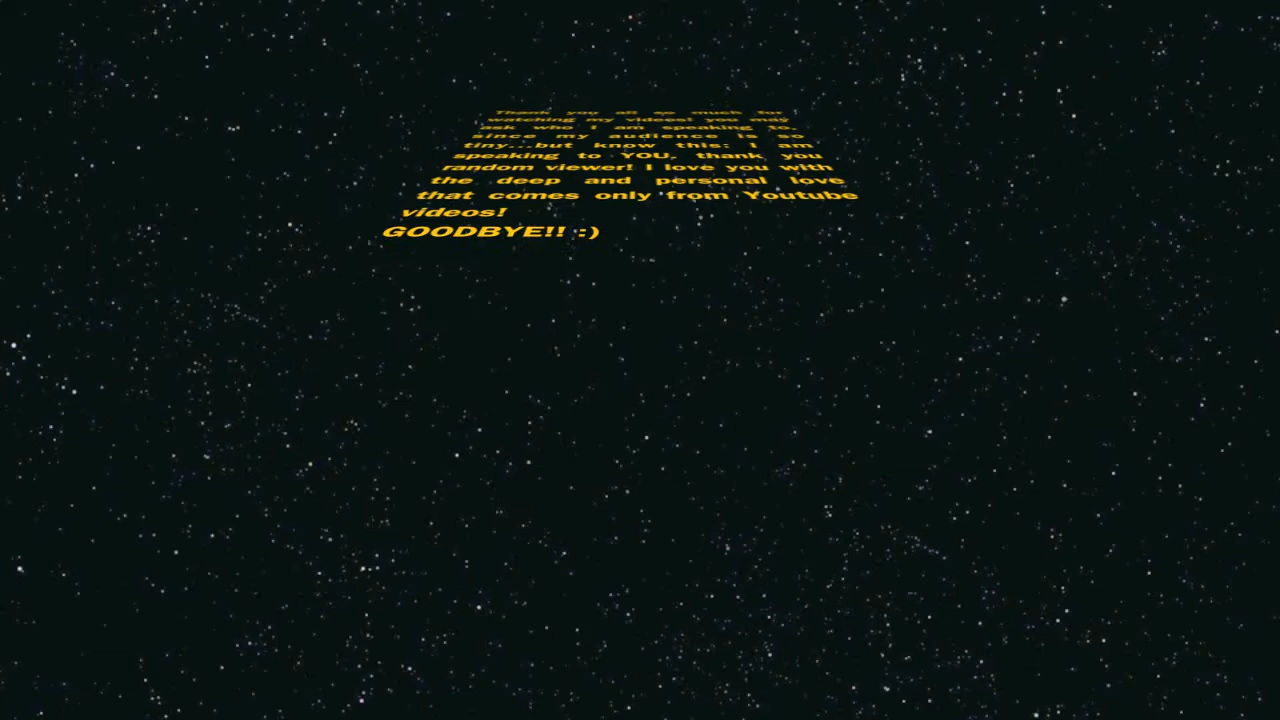 Thank you all so much for
watching my videos! you may
ask who I am speaking to,
since my audience is so
tiny...but know this: I am
speaking to YOU, thank you
random viewer! I love you with
the deep and personal love
that comes only from Youtube
videos!
GOODBYE!! :)